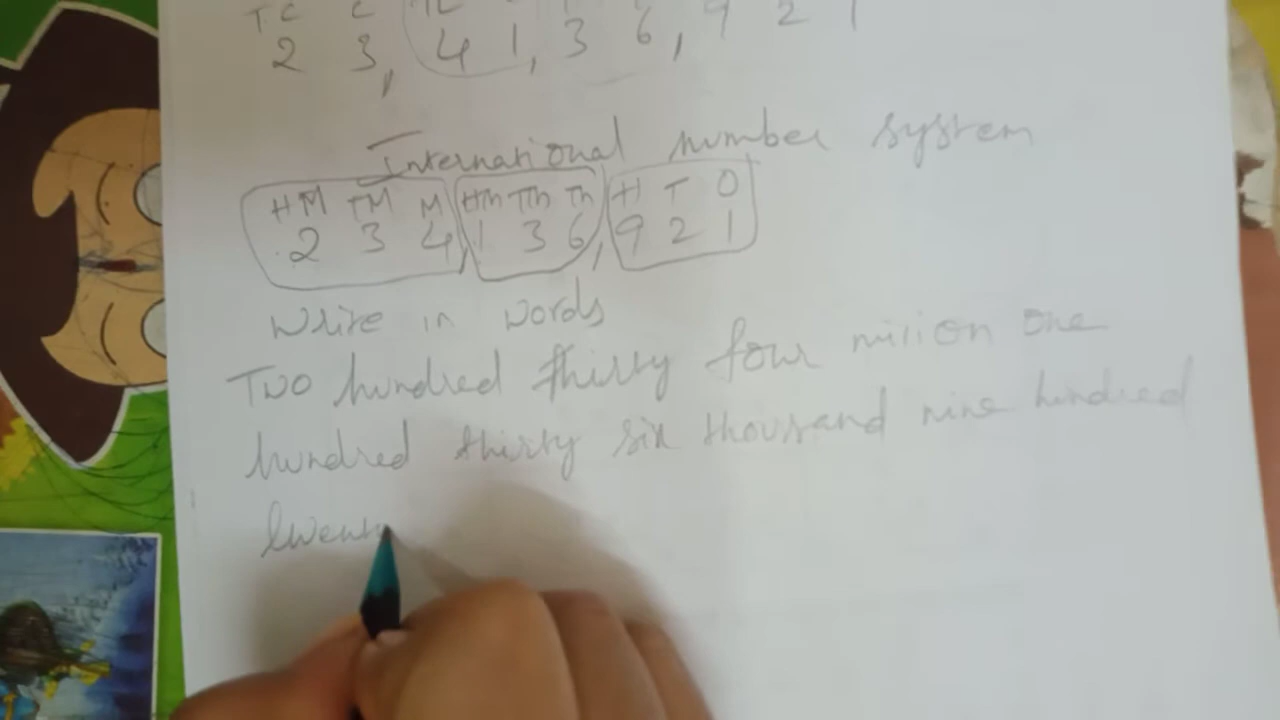 T C C
2 3, 4 1, 3 6, 9 2 1
International number system
HM TM M HTh TTh Th H T O
2 3 4, 1 3 6, 9 2 1
Write in words
Two hundred thirty four million one
hundred thirty six thousand nine hundred
twen